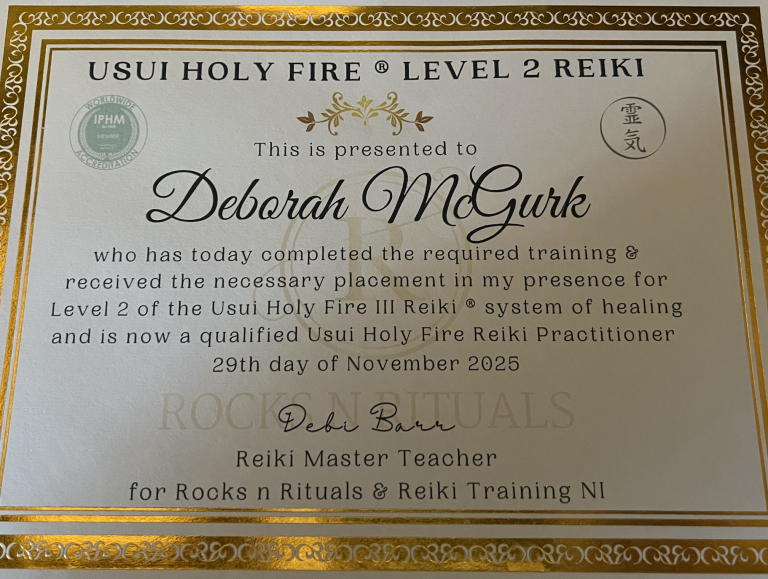 USUI HOLY FIRE ® LEVEL 2 REIKI
WORLDWIDE
IPHM
ACCREDITATION
霊
気
This is presented to
Deborah McGurk
R
who has today completed the required training &
received the necessary placement in my presence for
Level 2 of the Usui Holy Fire III Reiki ® system of healing
and is now a qualified Usui Holy Fire Reiki Practitioner
29th day of November 2025
ROCKS N RITUALS
Debi Barr
Reiki Master Teacher
for Rocks n Rituals & Reiki Training NI